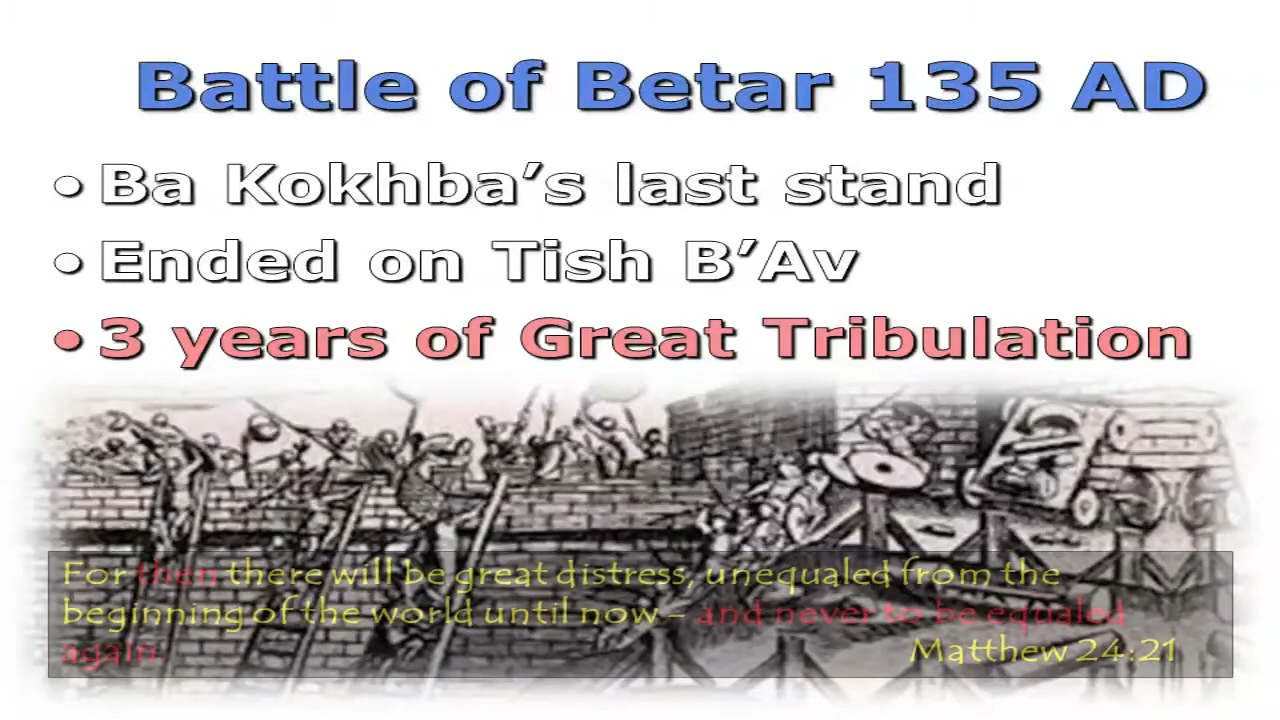 Battle of Betar 135 AD
• Ba Kokhba’s last stand
• Ended on Tish B’Av
• 3 years of Great Tribulation
For then there will be great distress, unequaled from the
beginning of the world until now – and never to be equaled
again. Matthew 24:21